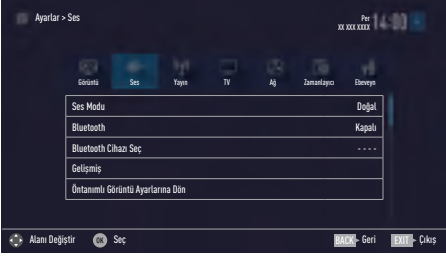 Ayarlar > Ses
Per
XX XXX XXXX
14:00
Görüntü Ses Yayın TV Ağ Zamanlayıcı Ebeveyn
Ses Modu Doğal
Bluetooth Kapalı
Bluetooth Cihazı Seç - - - -
Gelişmiş
Öntanımlı Görüntü Ayarlarına Dön
Alanı Değiştir OK Seç BACK Geri EXIT Çıkış